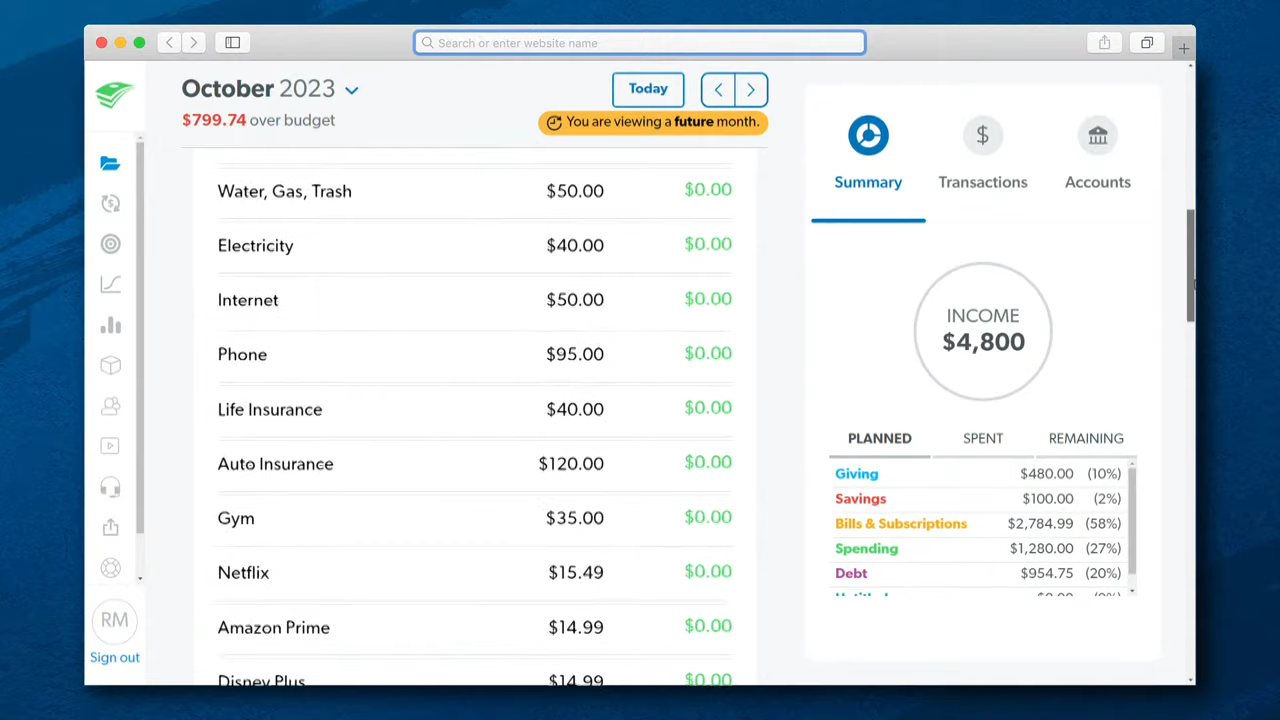 Search or enter website name
October 2023
Today
$799.74 over budget
You are viewing a future month.
Water, Gas, Trash $50.00 $0.00
Electricity $40.00 $0.00
Internet $50.00 $0.00
Phone $95.00 $0.00
Life Insurance $40.00 $0.00
Auto Insurance $120.00 $0.00
Gym $35.00 $0.00
Netflix $15.49 $0.00
Amazon Prime $14.99 $0.00
Disney Plus $14.99 $0.00
RM
Sign out
Summary Transactions Accounts
INCOME
$4,800
PLANNED SPENT REMAINING
Giving $480.00 (10%)
Savings $100.00 (2%)
Bills & Subscriptions $2,784.99 (58%)
Spending $1,280.00 (27%)
Debt $954.75 (20%)